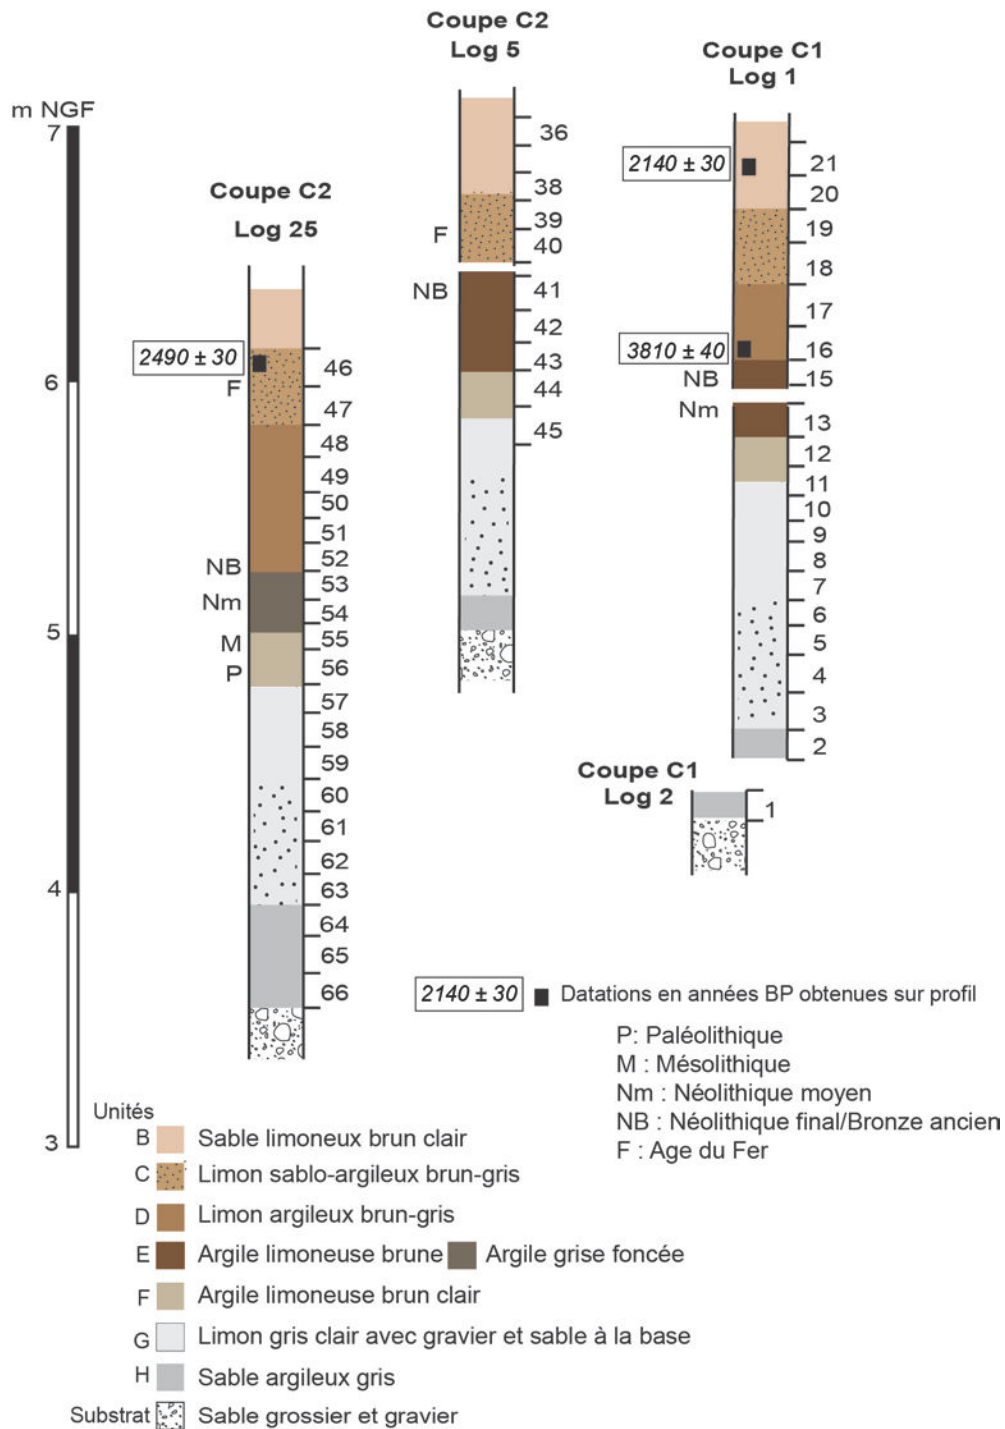 Coupe C2
Log 5
Coupe C1
Log 1
m NGF
7
6
5
4
3
Coupe C2
Log 25
2490 ± 30
F
NB
Nm
M
P
46
47
48
49
50
51
52
53
54
55
56
57
58
59
60
61
62
63
64
65
66
F
NB
36
38
39
40
41
42
43
44
45
2140 ± 30
3810 ± 40
NB
Nm
21
20
19
18
17
16
15
13
12
11
10
9
8
7
6
5
4
3
2
Coupe C1
Log 2
1
2140 ± 30 Datations en années BP obtenues sur profil
P: Paléolithique
M : Mésolithique
Nm : Néolithique moyen
NB : Néolithique final/Bronze ancien
F : Age du Fer
Unités
B Sable limoneux brun clair
C Limon sablo-argileux brun-gris
D Limon argileux brun-gris
E Argile limoneuse brune Argile grise foncée
F Argile limoneuse brun clair
G Limon gris clair avec gravier et sable à la base
H Sable argileux gris
Substrat Sable grossier et gravier